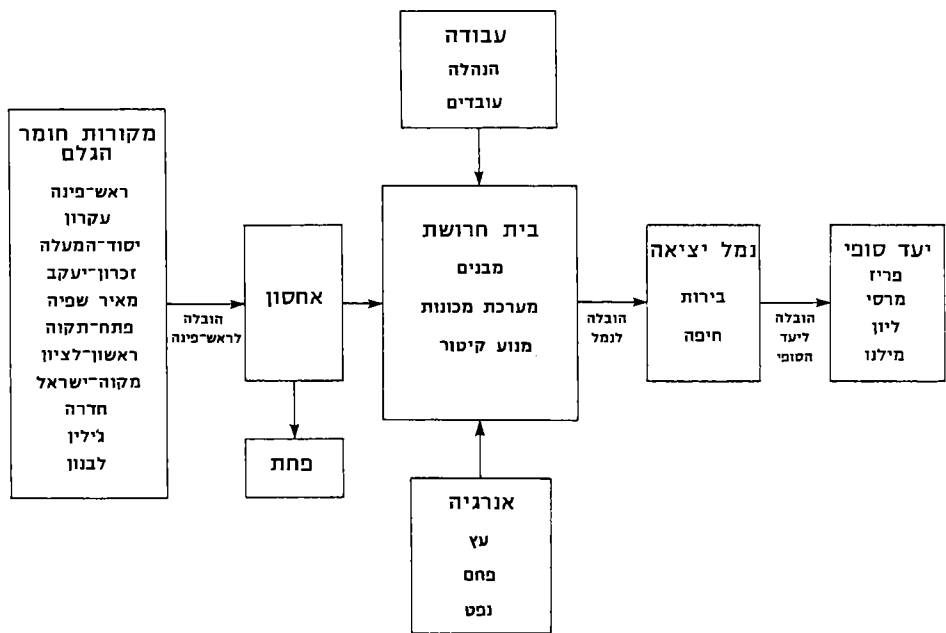 עבודה
הנהלה
עובדים
מקורות חומר
הגלם
ראש-פינה
עקרון
יסוד-המעלה
זכרון-יעקב
מאיר שפיה
פתח-תקוה
ראשון-לציון
מקוה-ישראל
חדרה
ג'ילין
לבנון
הובלה
לראש-פינה
אחסון
פחת
בית חרושת
מבנים
מערכת מכונות
מנוע קיטור
אנרגיה
עץ
פחם
נפט
הובלה
לנמל
נמל יציאה
בירות
חיפה
הובלה
ליעד
הסופי
יעד סופי
פריז
מרסי
ליון
מילנו